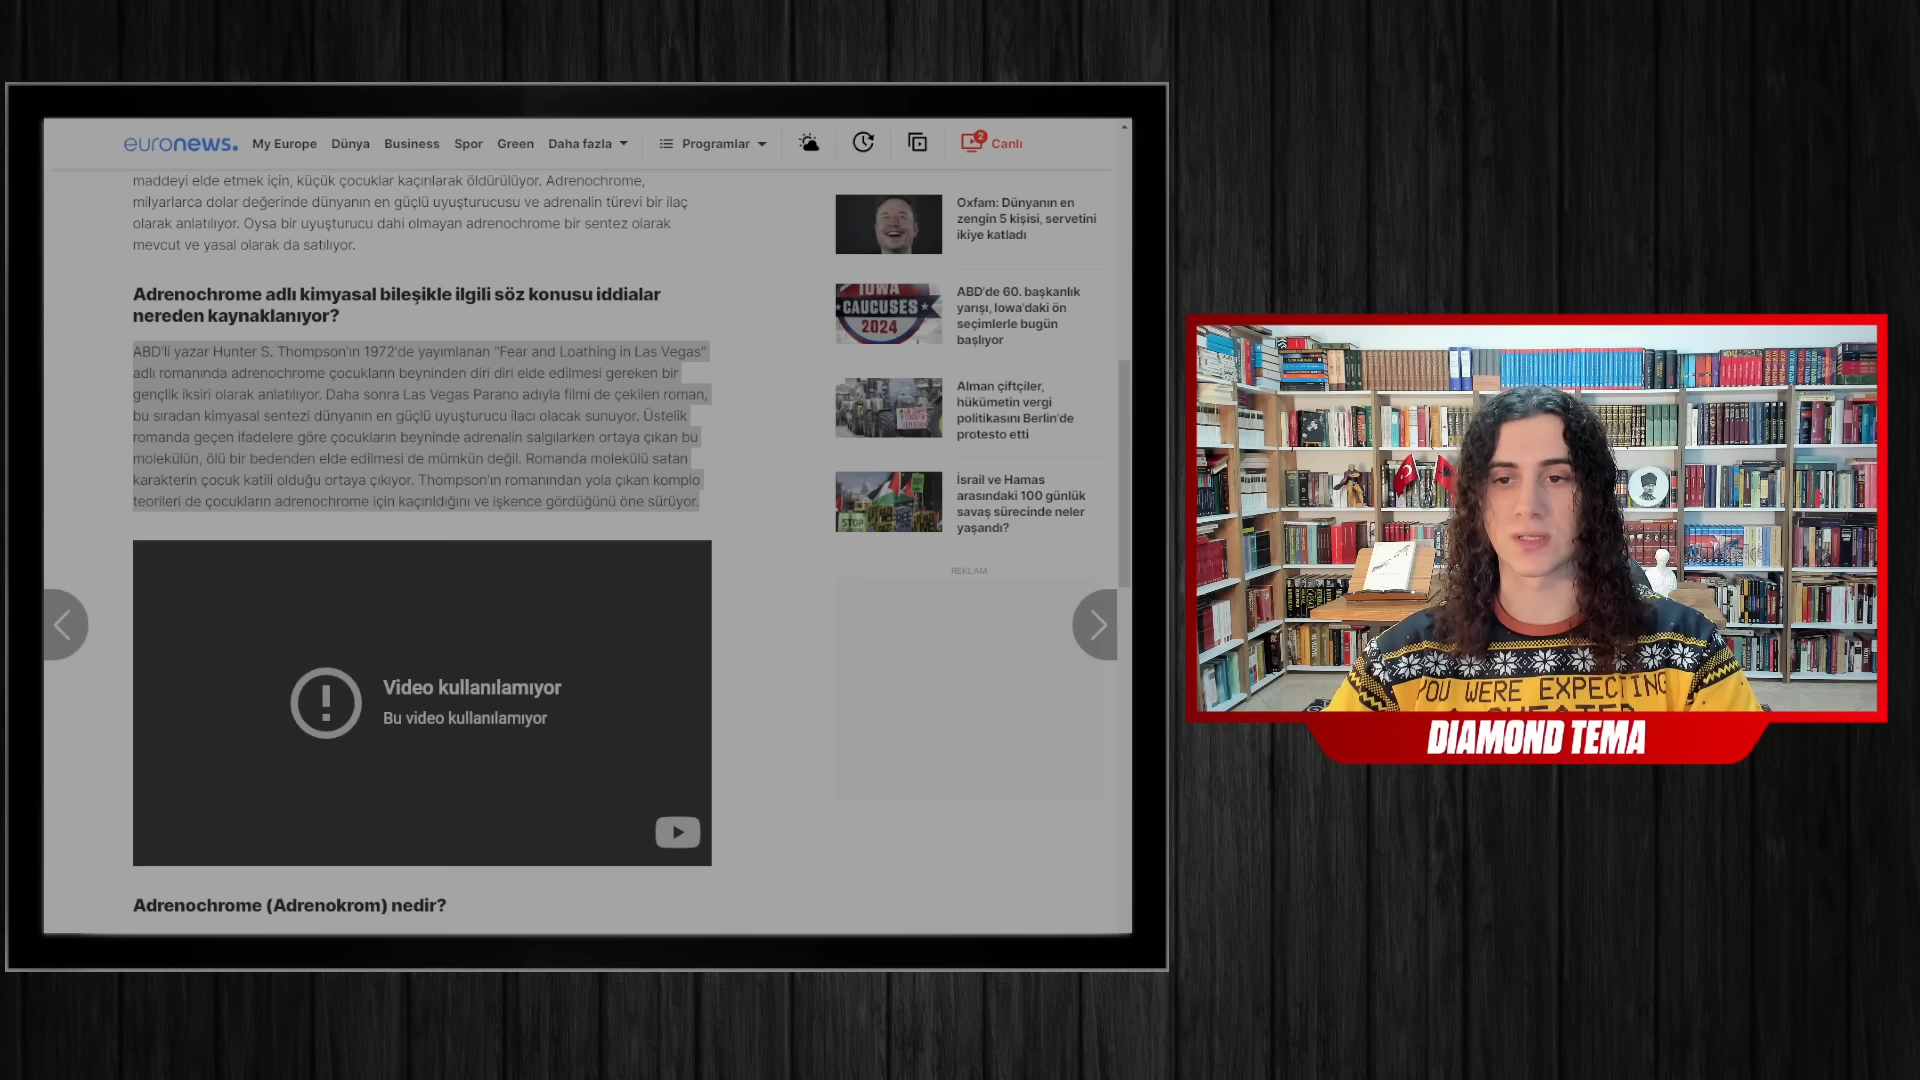 euronews.
My Europe Dünya Business Spor Green Daha fazla Programlar 2 Canlı
maddeyi elde etmek için, küçük çocuklar kaçırılarak öldürülüyor. Adrenochrome,
milyarlarca dolar değerinde dünyanın en güçlü uyuşturucusu ve adrenalin türevi bir ilaç
olarak anlatılıyor. Oysa bir uyuşturucu dahi olmayan adrenochrome bir sentez olarak
mevcut ve yasal olarak da satılıyor.
Adrenochrome adlı kimyasal bileşikle ilgili söz konusu iddialar
nereden kaynaklanıyor?
ABD'li yazar Hunter S. Thompson'ın 1972'de yayımlanan "Fear and Loathing in Las Vegas"
adlı romanında adrenochrome çocukların beyninden diri diri elde edilmesi gereken bir
gençlik iksiri olarak anlatılıyor. Daha sonra Las Vegas Parano adıyla filmi de çekilen roman,
bu sıradan kimyasal sentezi dünyanın en güçlü uyuşturucu ilacı olacak sunuyor. Üstelik
romanda geçen ifadelere göre çocukların beyninde adrenalin salgılarken ortaya çıkan bu
molekülün, ölü bir bedenden elde edilmesi de mümkün değil. Romanda molekülü satan
karakterin çocuk katili olduğu ortaya çıkıyor. Thompson'ın romanından yola çıkan komplo
teorileri de çocukların adrenochrome için kaçırıldığını ve işkence gördüğünü öne sürüyor.
Video kullanılamıyor
Bu video kullanılamıyor
Adrenochrome (Adrenokrom) nedir?
Oxfam: Dünyanın en
zengin 5 kişisi, servetini
ikiye katladı
IOWA
CAUCUSES
2024
ABD'de 60. başkanlık
yarışı, Iowa'daki ön
seçimlerle bugün
başlıyor
Alman çiftçiler,
hükümetin vergi
politikasını Berlin'de
protesto etti
STOP
İsrail ve Hamas
arasındaki 100 günlük
savaş sürecinde neler
yaşandı?
REKLAM
YOU WERE EXPECTING
A CHEATER
DIAMOND TEMA